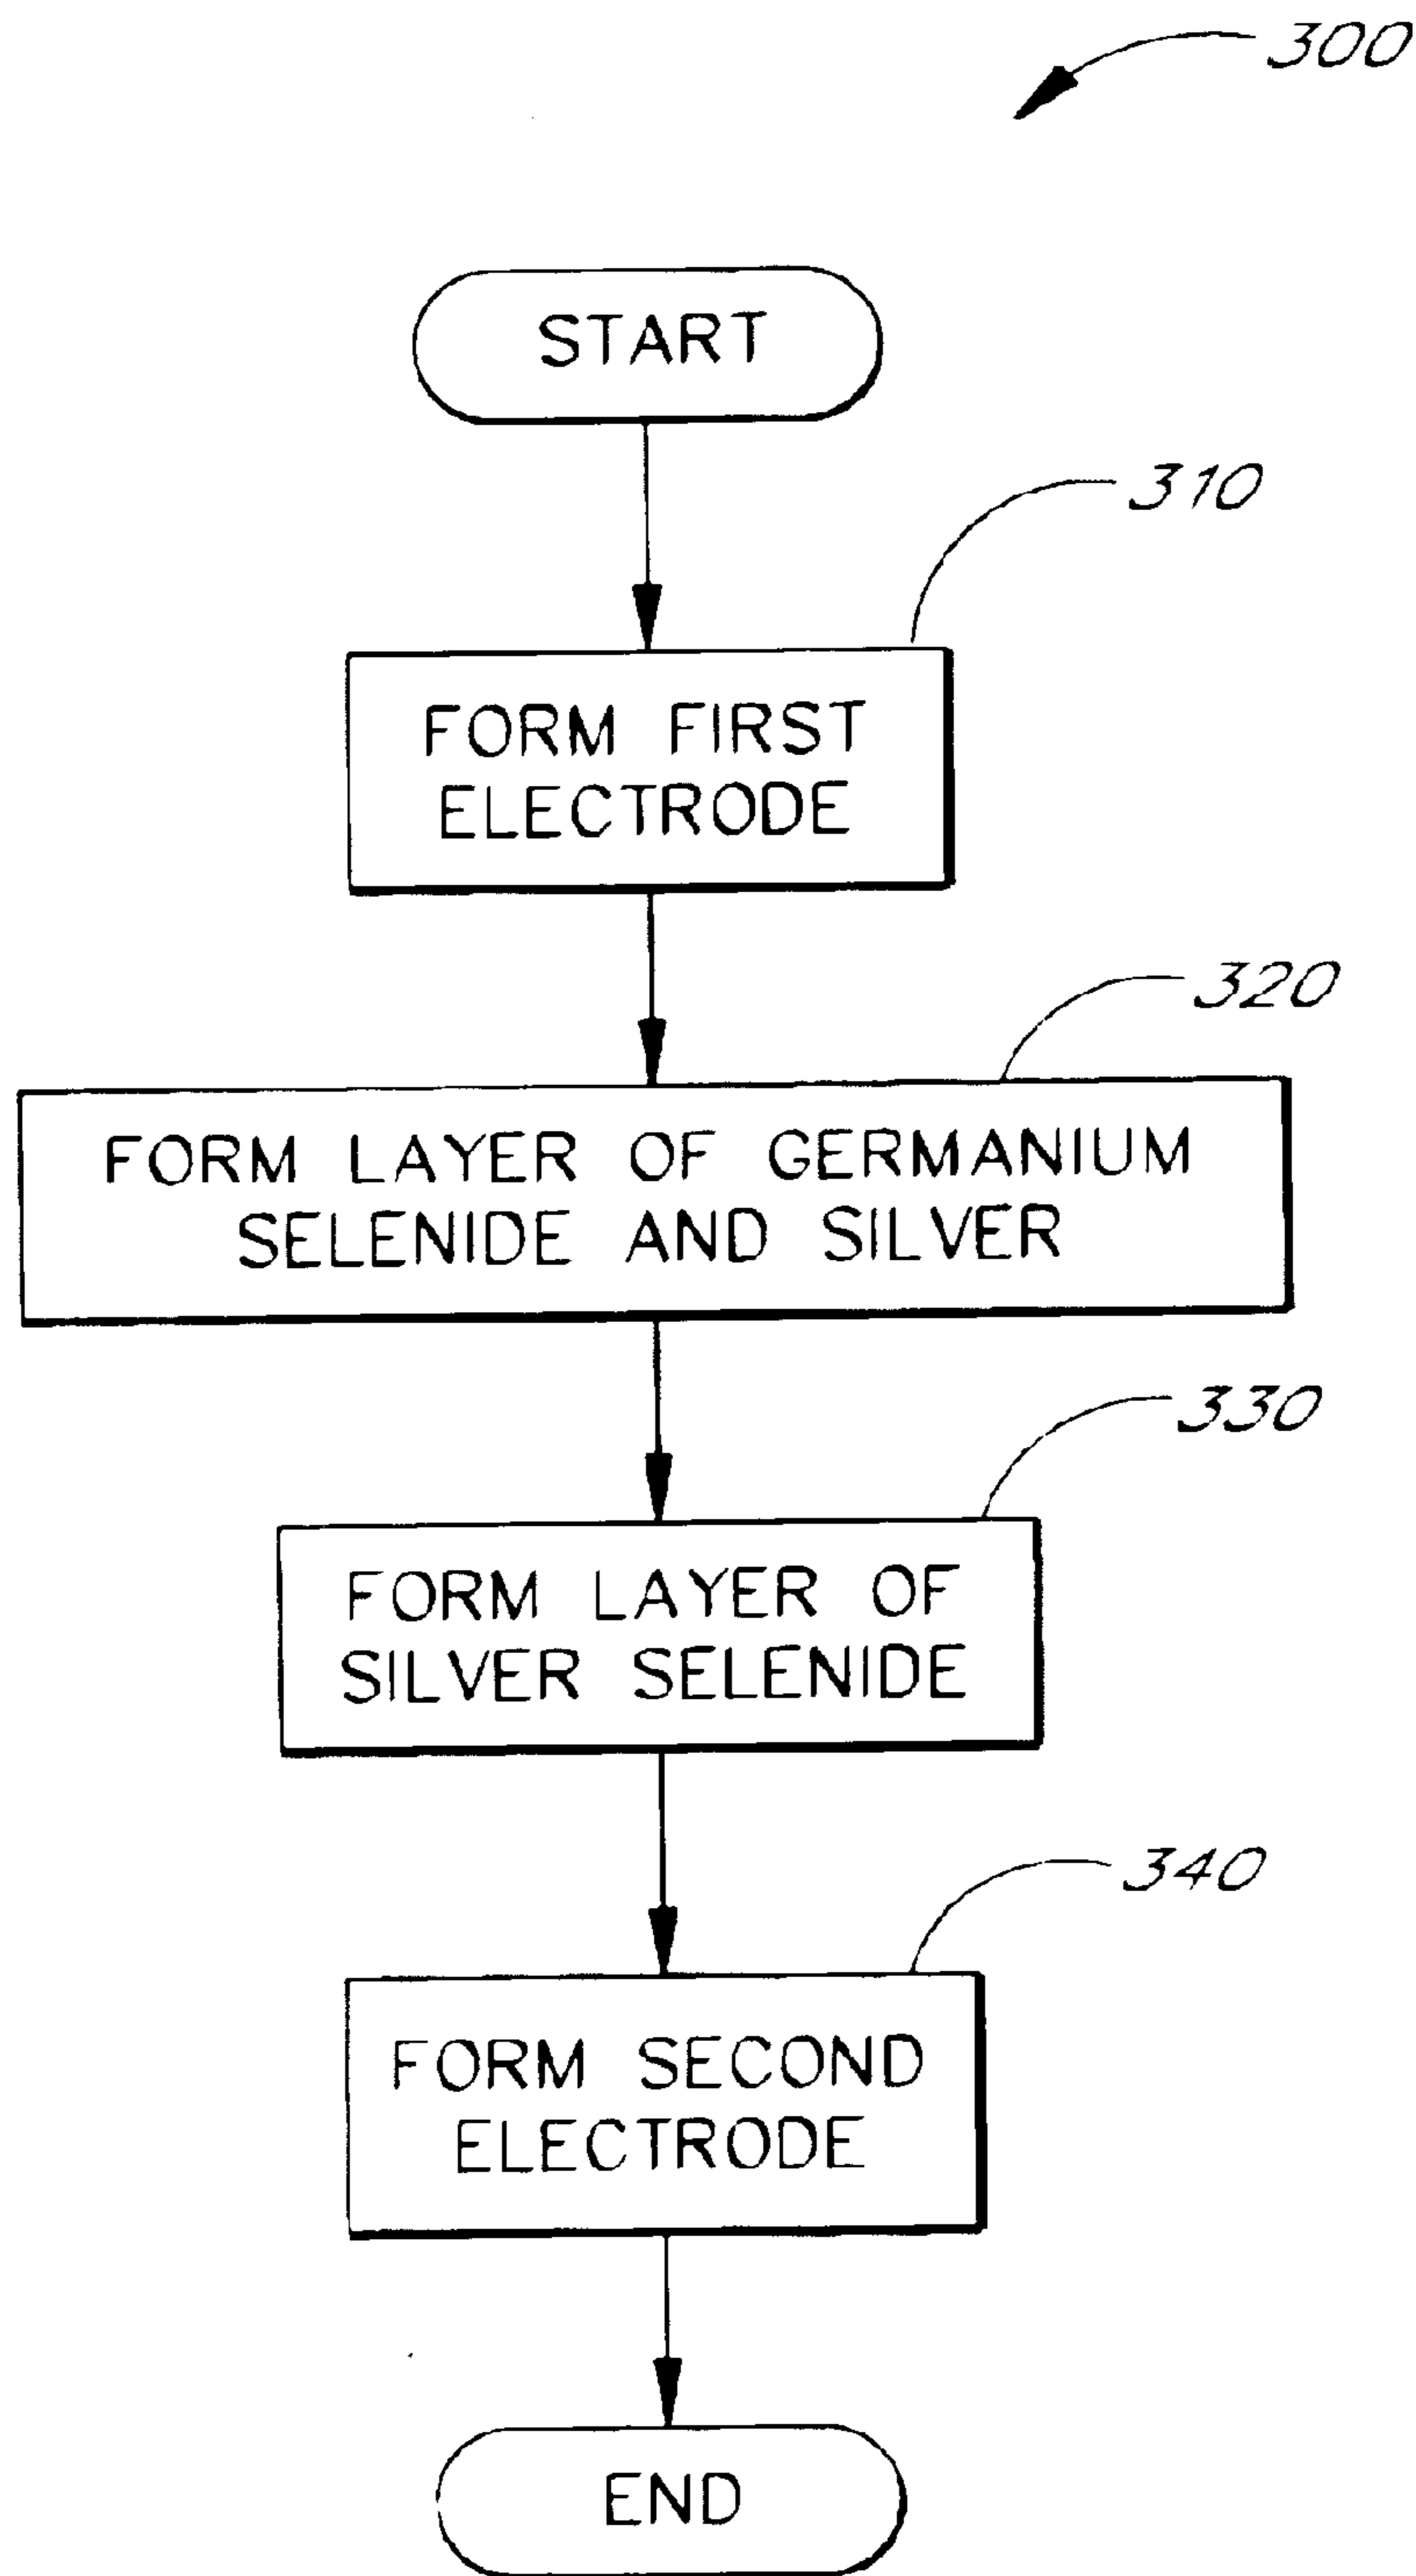 300
START
310
FORM FIRST
ELECTRODE
320
FORM LAYER OF GERMANIUM
SELENIDE AND SILVER
330
FORM LAYER OF
SILVER SELENIDE
340
FORM SECOND
ELECTRODE
END